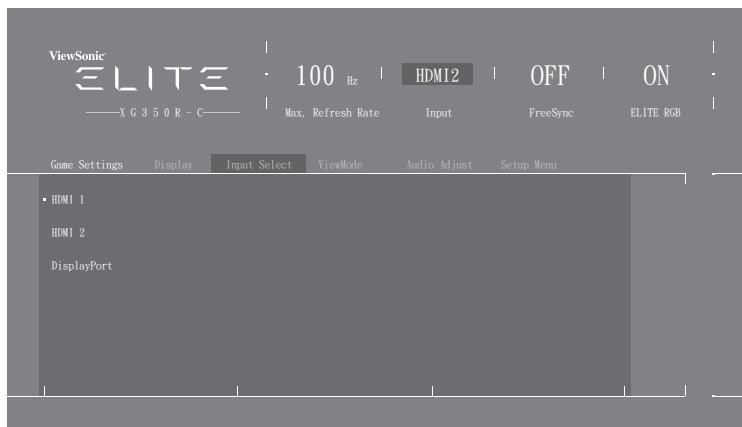 ViewSonic
ELITE
XG350R-C
100 Hz
Max. Refresh Rate
HDMI2
Input
OFF
FreeSync
ON
ELITE RGB
Game Settings Display Input Select ViewMode Audio Adjust Setup Menu
HDMI 1
HDMI 2
DisplayPort